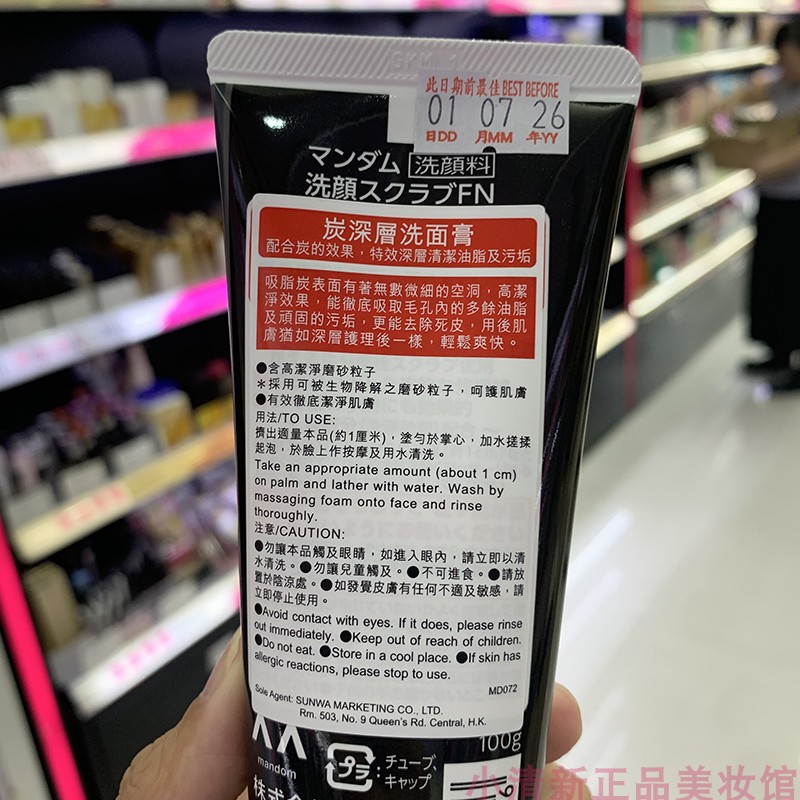 此日期前最佳BEST BEFORE
01 07 26
日DD 月MM 年YY
マンダム 洗顔料
洗顔スクラブFN
炭深層洗面膏
配合炭的效果，特效深層清潔油脂及污垢
吸脂炭表面有著無數微細的空洞，高潔
淨效果，能徹底吸取毛孔內的多餘油脂
及頑固的污垢，更能去除死皮，用後肌
膚猶如深層護理後一樣，輕鬆爽快。
●含高潔淨磨砂粒子
＊採用可被生物降解之磨砂粒子，呵護肌膚
●有效徹底潔淨肌膚
用法/TO USE:
擠出適量本品(約1厘米)，塗勻於掌心，加水搓揉
起泡，於臉上作按摩及用水清洗。
Take an appropriate amount (about 1 cm)
on palm and lather with water. Wash by
massaging foam onto face and rinse
thoroughly.
注意/CAUTION:
●勿讓本品觸及眼睛，如進入眼內，請立即以清
水清洗。●勿讓兒童觸及。●不可進食。●請放
置於陰涼處。●如發覺皮膚有任何不適及敏感，請
立即停止使用。
●Avoid contact with eyes. If it does, please rinse
out immediately. ●Keep out of reach of children.
●Do not eat. ●Store in a cool place. ●If skin has
allergic reactions, please stop to use.
MD072
Sole Agent: SUNWA MARKETING CO., LTD.
Rm. 503, No. 9 Queen's Rd. Central, H.K.
100g
mandom
プラ : チューブ、
キャップ
株式会
小清新正品美妆馆